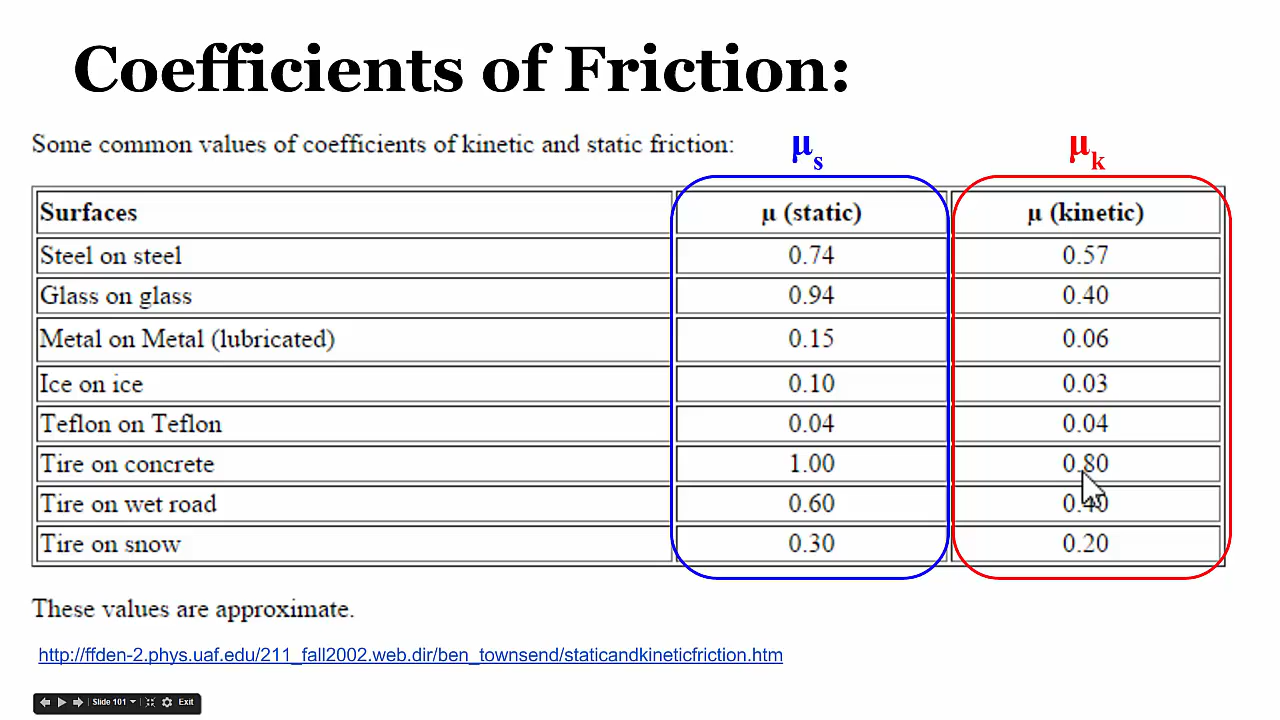 Coefficients of Friction:
Some common values of coefficients of kinetic and static friction:
μs
μk
Surfaces μ (static) μ (kinetic)
Steel on steel 0.74 0.57
Glass on glass 0.94 0.40
Metal on Metal (lubricated) 0.15 0.06
Ice on ice 0.10 0.03
Teflon on Teflon 0.04 0.04
Tire on concrete 1.00 0.80
Tire on wet road 0.60 0.40
Tire on snow 0.30 0.20
These values are approximate.
http://ffden-2.phys.uaf.edu/211_fall2002.web.dir/ben_townsend/staticandkineticfriction.htm
Slide 101 Exit